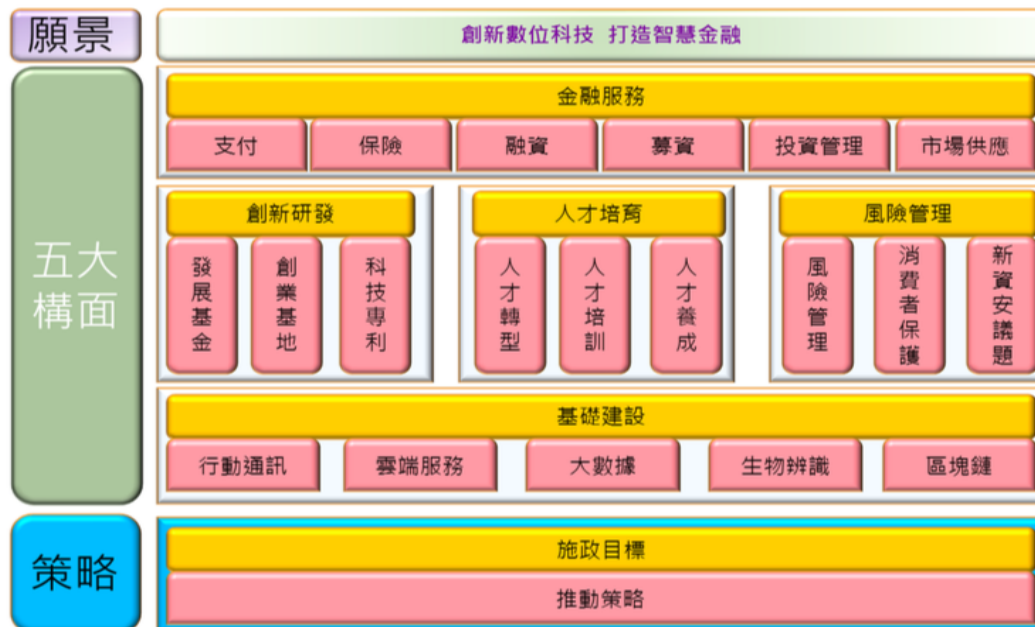 願景
創新數位科技 打造智慧金融
五大
構面
金融服務
支付
保險
融資
募資
投資管理
市場供應
創新研發
發展基金
創業基地
科技專利
人才培育
人才轉型
人才培訓
人才養成
風險管理
風險管理
消費者保護
新資安議題
基礎建設
行動通訊
雲端服務
大數據
生物辨識
區塊鏈
策略
施政目標
推動策略